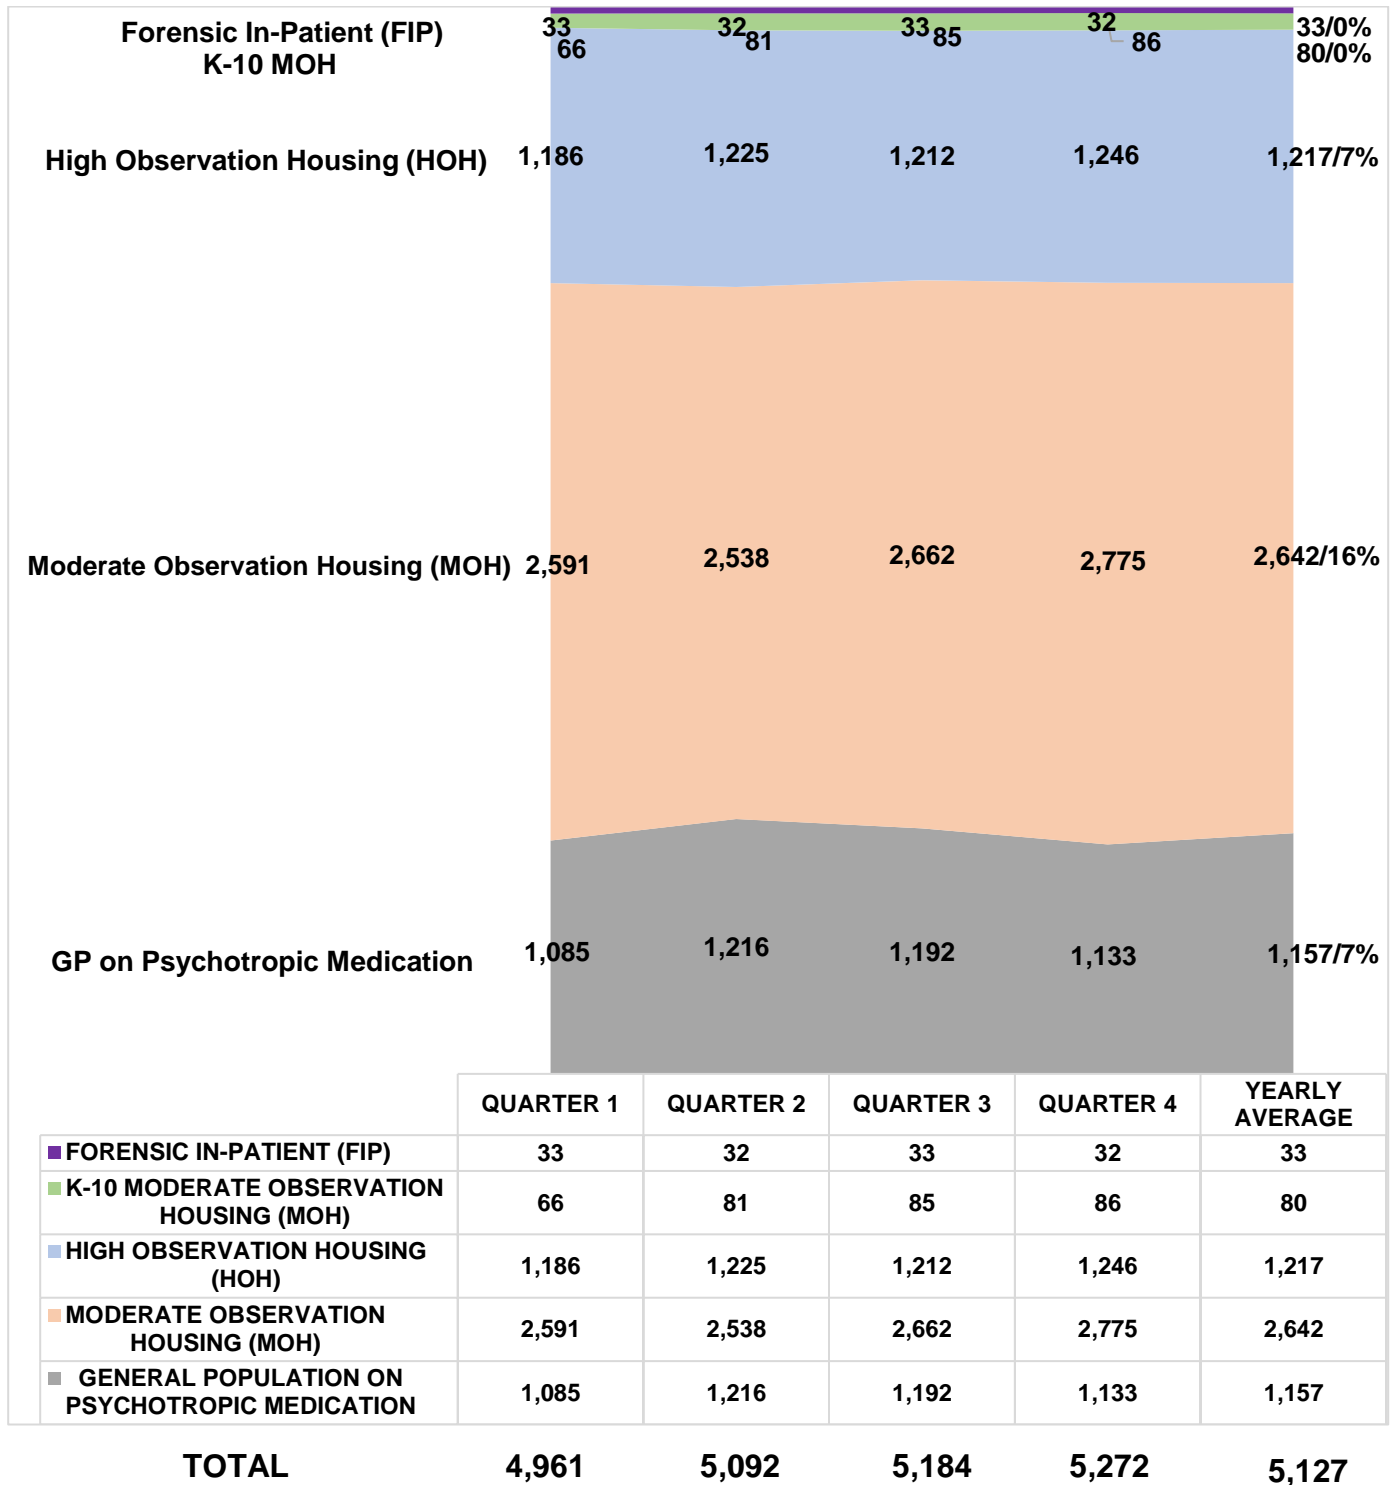 Forensic In-Patient (FIP) 33 32 33 32 33/0%
K-10 MOH 66 81 85 86 80/0%
High Observation Housing (HOH) 1,186 1,225 1,212 1,246 1,217/7%
Moderate Observation Housing (MOH) 2,591 2,538 2,662 2,775 2,642/16%
GP on Psychotropic Medication 1,085 1,216 1,192 1,133 1,157/7%
QUARTER 1 QUARTER 2 QUARTER 3 QUARTER 4 YEARLY
AVERAGE
FORENSIC IN-PATIENT (FIP) 33 32 33 32 33
K-10 MODERATE OBSERVATION
HOUSING (MOH) 66 81 85 86 80
HIGH OBSERVATION HOUSING
(HOH) 1,186 1,225 1,212 1,246 1,217
MODERATE OBSERVATION
HOUSING (MOH) 2,591 2,538 2,662 2,775 2,642
GENERAL POPULATION ON
PSYCHOTROPIC MEDICATION 1,085 1,216 1,192 1,133 1,157
TOTAL 4,961 5,092 5,184 5,272 5,127